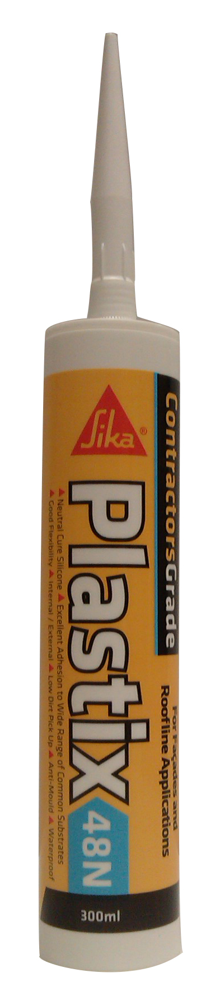 Sika®
ContractorsGrade
For Façades and
Roofline Applications
Plastix
48N
▲ Neutral Cure Silicone ▲ Excellent Adhesion to Wide Range of Common Substrates
▲ Good Flexibility ▲ Internal / External ▲ Low Dirt Pick Up ▲ Anti-Mould ▲ Waterproof
300ml